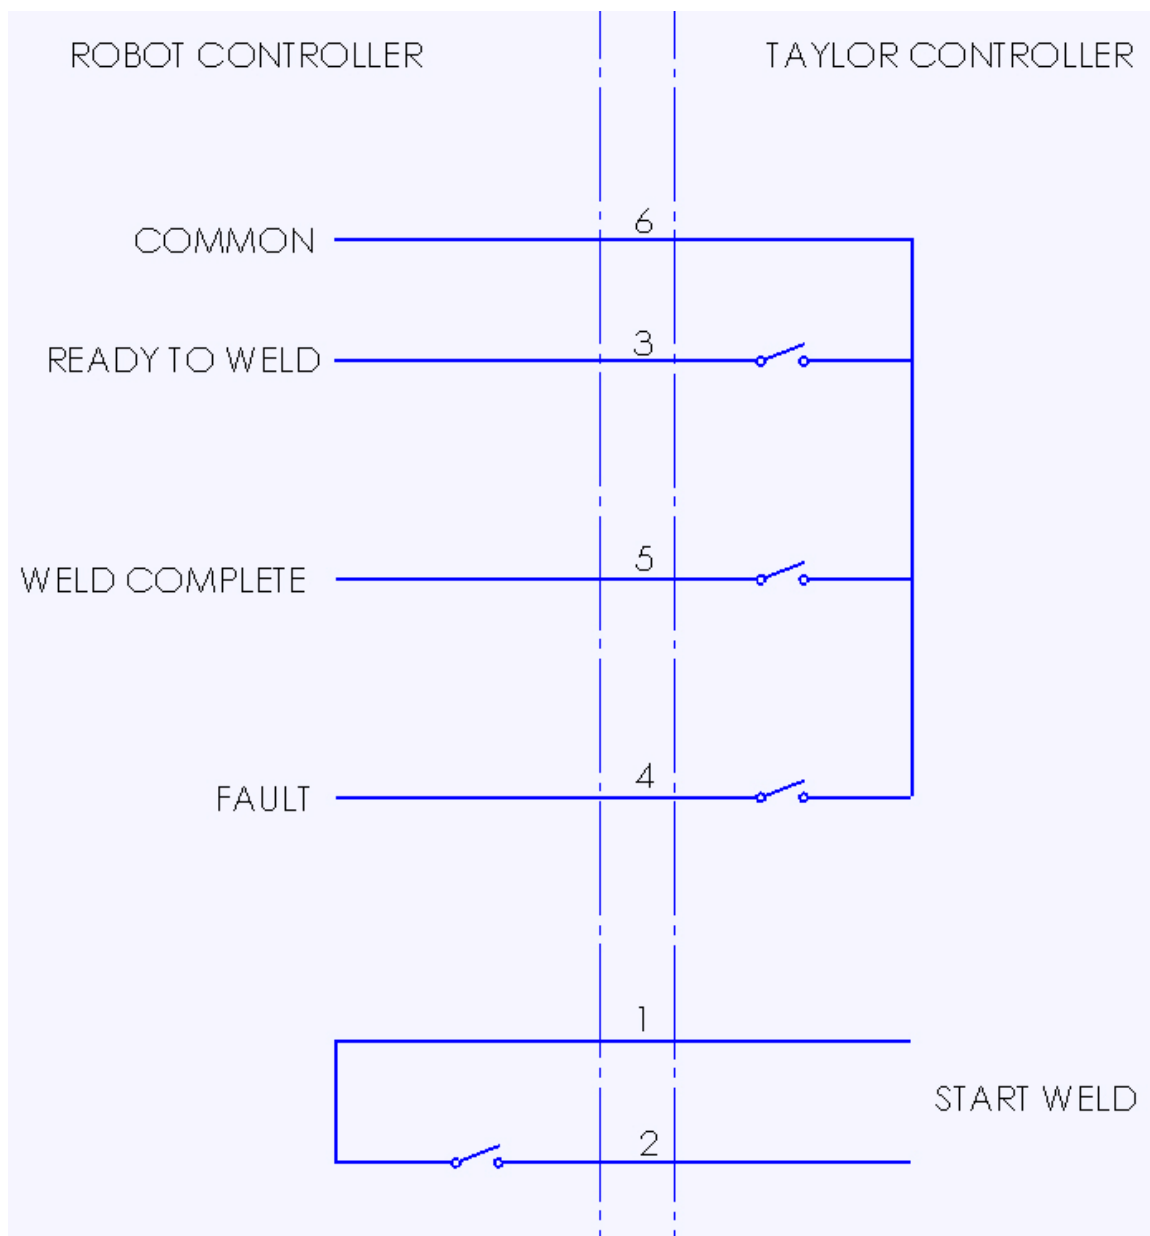 ROBOT CONTROLLER
TAYLOR CONTROLLER
6
COMMON
3
READY TO WELD
5
WELD COMPLETE
4
FAULT
1
START WELD
2